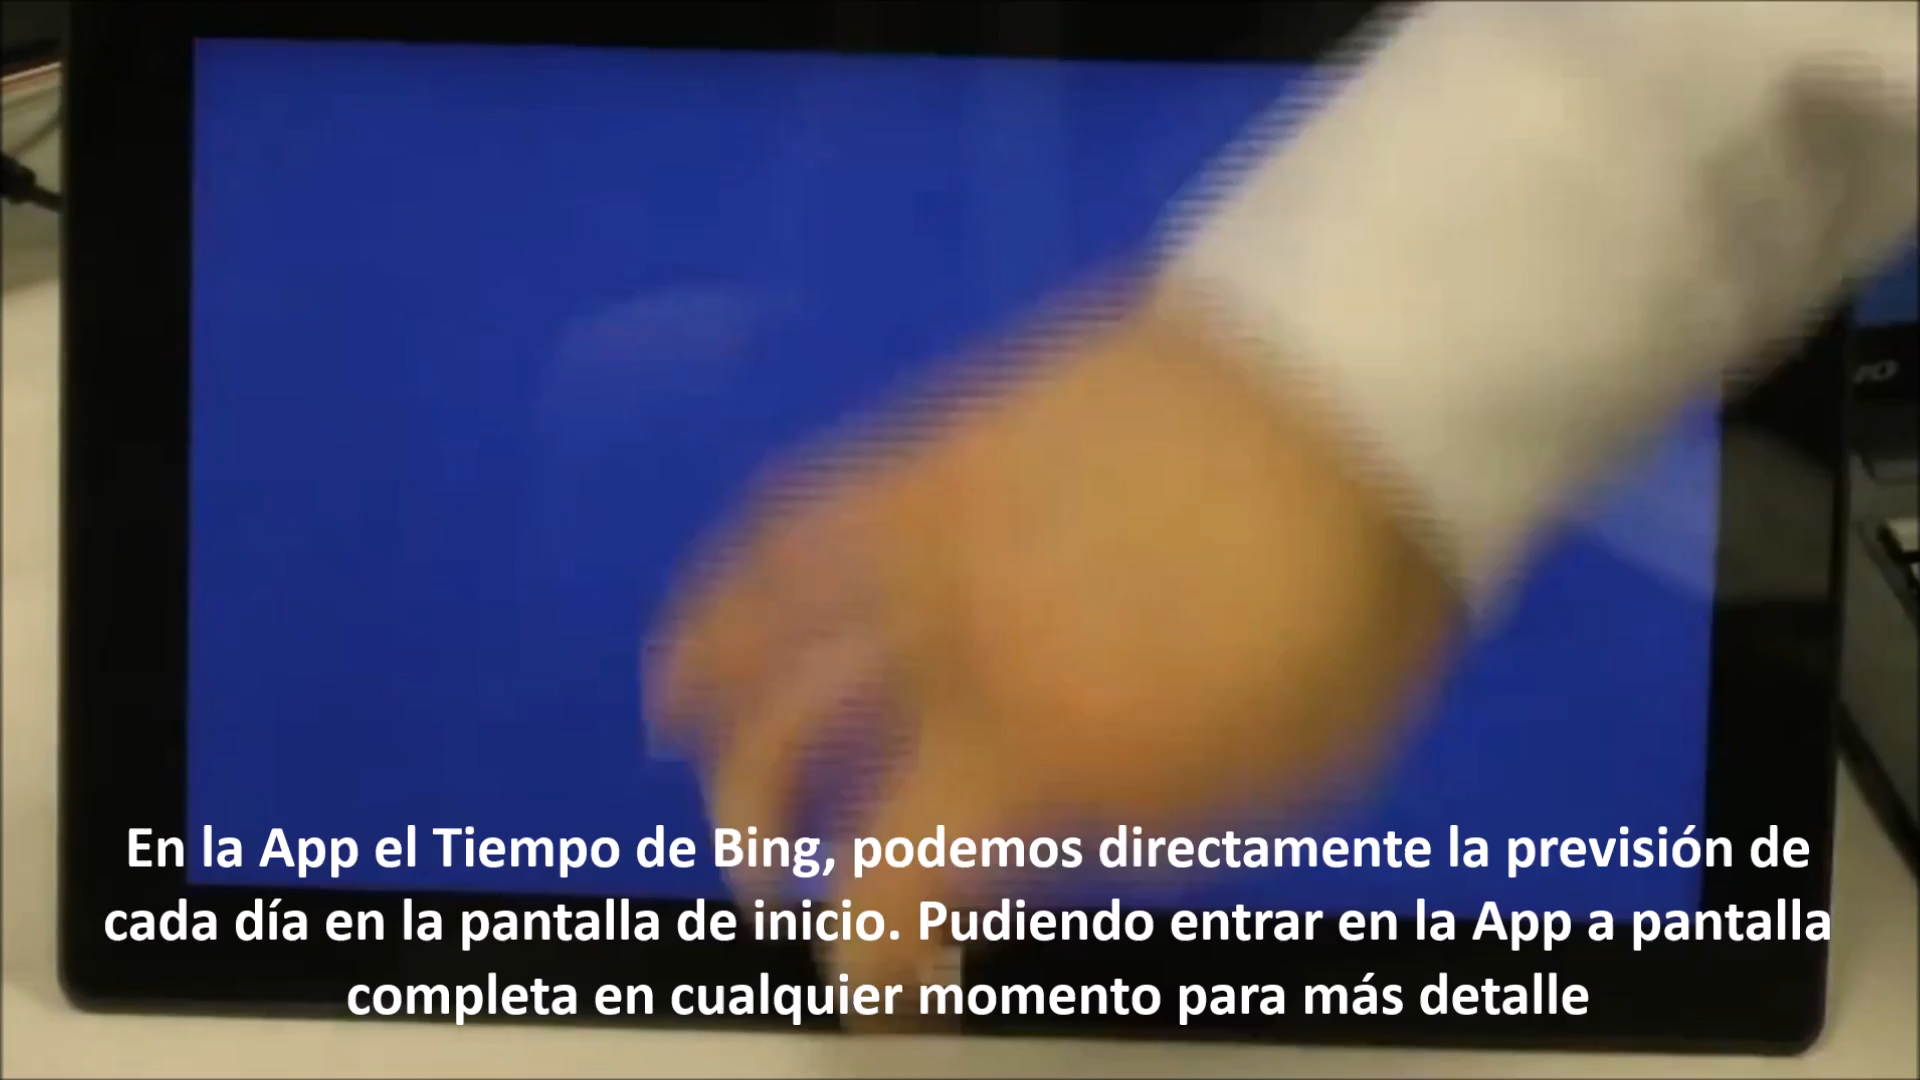 En la App el Tiempo de Bing, podemos directamente la previsión de
cada día en la pantalla de inicio. Pudiendo entrar en la App a pantalla
completa en cualquier momento para más detalle